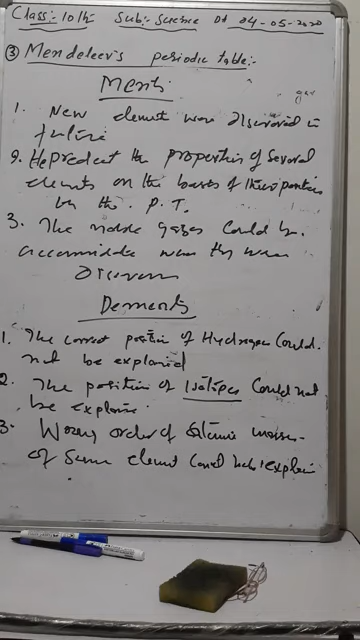 Class:- 10th Sub:- Science Dt 04-05-2020
③ Mendeleev's periodic table:-
Merits
1. New element were discovered in
future
2. He predict the properties of several
elements on the basis of their position
in the P.T.
3. The noble gases could be
accommodate when they were
Discover
Demerits
1. The correct position of Hydrogen could
not be explained
2. The position of Isotopes Could not
be explain.
3. Wrong order of atomic masses
of Some element Could not explain